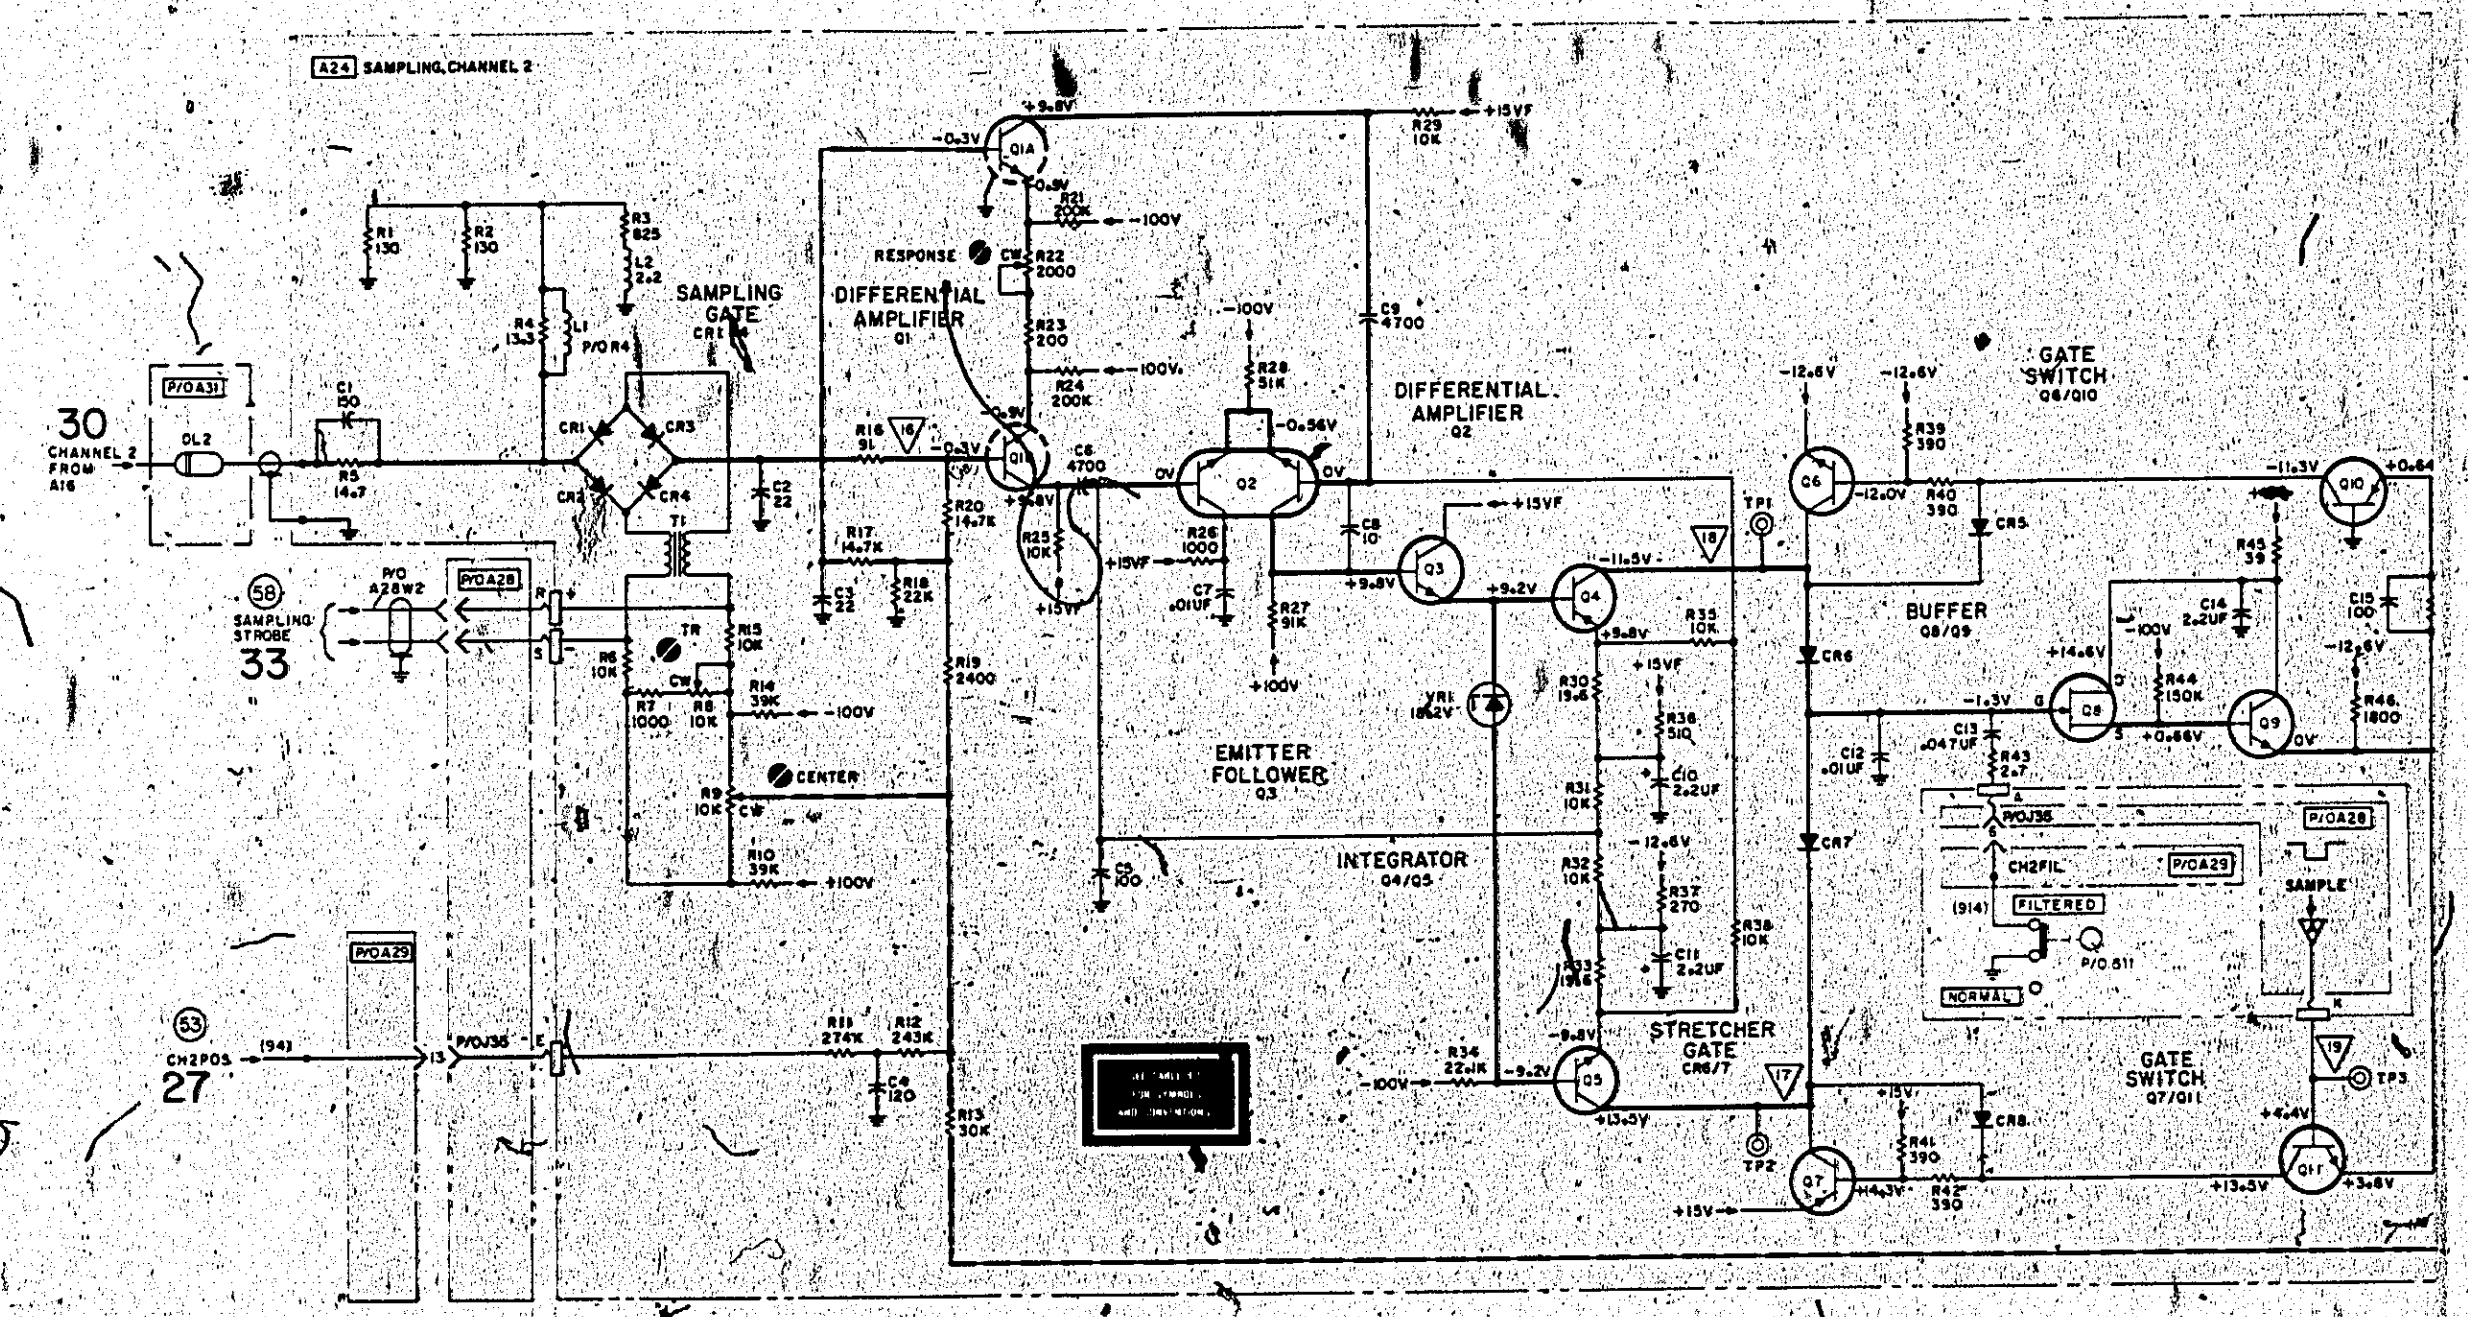 A24 SAMPLING, CHANNEL 2
+9.8V
+15VF
R29
10K
-0.3V
Q1A
-0.9V
R21
200K
-100V
R1
130
R2
130
R3
825
L2
2.2
RESPONSE
CW
R22
2000
SAMPLING
GATE
DIFFERENTIAL
AMPLIFIER
Q1
R4
13.3
L1
P/O R4
R23
200
-100V
C9
4700
R24
200K
-100V
R28
51K
P/O A31
C1
150
DIFFERENTIAL
AMPLIFIER
Q2
GATE
SWITCH
Q6/Q10
-12.6V
-12.6V
30
CHANNEL 2
FROM
A16
DL2
R5
14.7
CR1
CR3
CR2
CR4
R16
91
16
-0.9V
-0.3V
C6
4700
-0.56V
0V
Q2
0V
R39
390
C2
22
T1
R20
14.7K
R25
10K
+15VF
R17
14.7K
R18
22K
C3
22
+15VF
R26
1000
C7
.01UF
C8
10
+15VF
+9.8V
Q3
R27
91K
+100V
+9.2V
Q4
-11.5V
18
TP1
Q6
-12.0V
R40
390
CR5
-11.3V
Q10
R45
39
58
SAMPLING
STROBE
33
P/O
A28W2
P/O A28
R
+
S
-
TR
R6
10K
R15
10K
CW
R7
1000
R8
10K
R14
39K
-100V
R19
2400
+9.8V
R35
10K
BUFFER
Q8/Q9
C14
2.2UF
C15
100
-100V
-12.6V
+14.6V
CR6
R30
19.6
+15VF
R36
510
VR1
-1.3V
G
Q8
D
S
R44
150K
+0.66V
Q9
0V
R46
1800
EMITTER
FOLLOWER
Q3
CENTER
R9
10K
CW
R31
10K
C10
2.2UF
C12
.01UF
C13
.047UF
R43
2.7
A
P/OJ36
6
P/O A28
R10
39K
+100V
C5
100
INTEGRATOR
Q4/Q5
R32
10K
-12.6V
R37
270
CR7
CH2FIL
P/O A29
SAMPLE
(914)
FILTERED
R38
10K
C11
2.2UF
NORMAL
K
P/O A29
53
CH2POS
27
(94)
13
P/OJ36
E
R11
274K
R12
243K
C4
120
R13
30K
-9.8V
STRETCHER
GATE
CR6/7
R34
22.1K
-100V
-9.2V
Q5
+13.5V
17
TP2
GATE
SWITCH
Q7/Q11
19
TP3
+15V
R41
390
CR8
+4.4V
Q11
Q7
+14.3V
R42
390
+13.5V
+3.8V
+15V